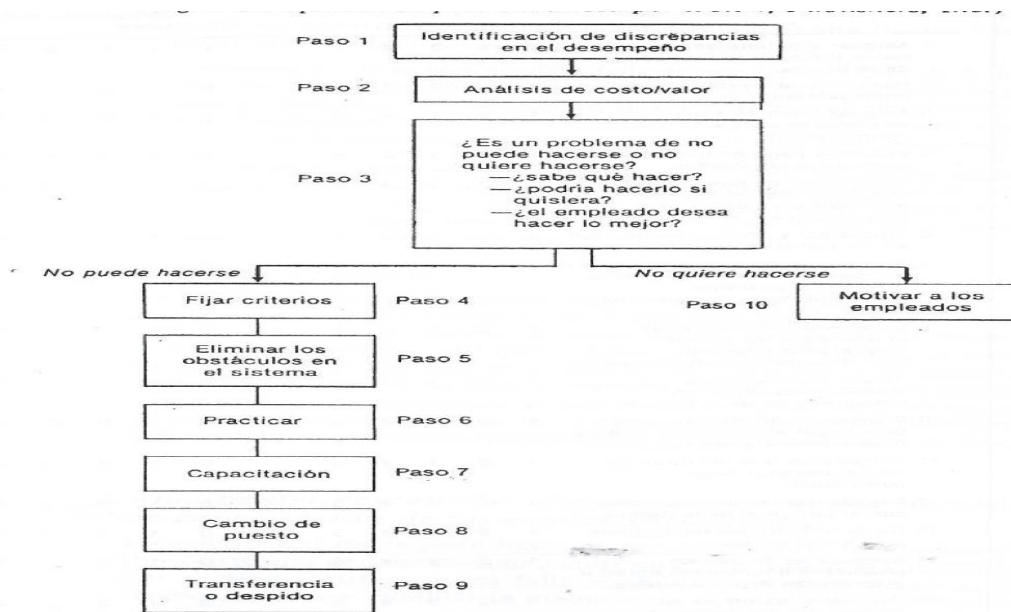 Paso 1
Identificación de discrepancias
en el desempeño
Paso 2
Análisis de costo/valor
Paso 3
¿Es un problema de no
puede hacerse o no
quiere hacerse?
—¿sabe qué hacer?
—¿podría hacerlo si
quisiera?
—¿el empleado desea
hacer lo mejor?
No puede hacerse
No quiere hacerse
Fijar criterios
Paso 4
Paso 10
Motivar a los
empleados
Eliminar los
obstáculos en
el sistema
Paso 5
Practicar
Paso 6
Capacitación
Paso 7
Cambio de
puesto
Paso 8
Transferencia
o despido
Paso 9